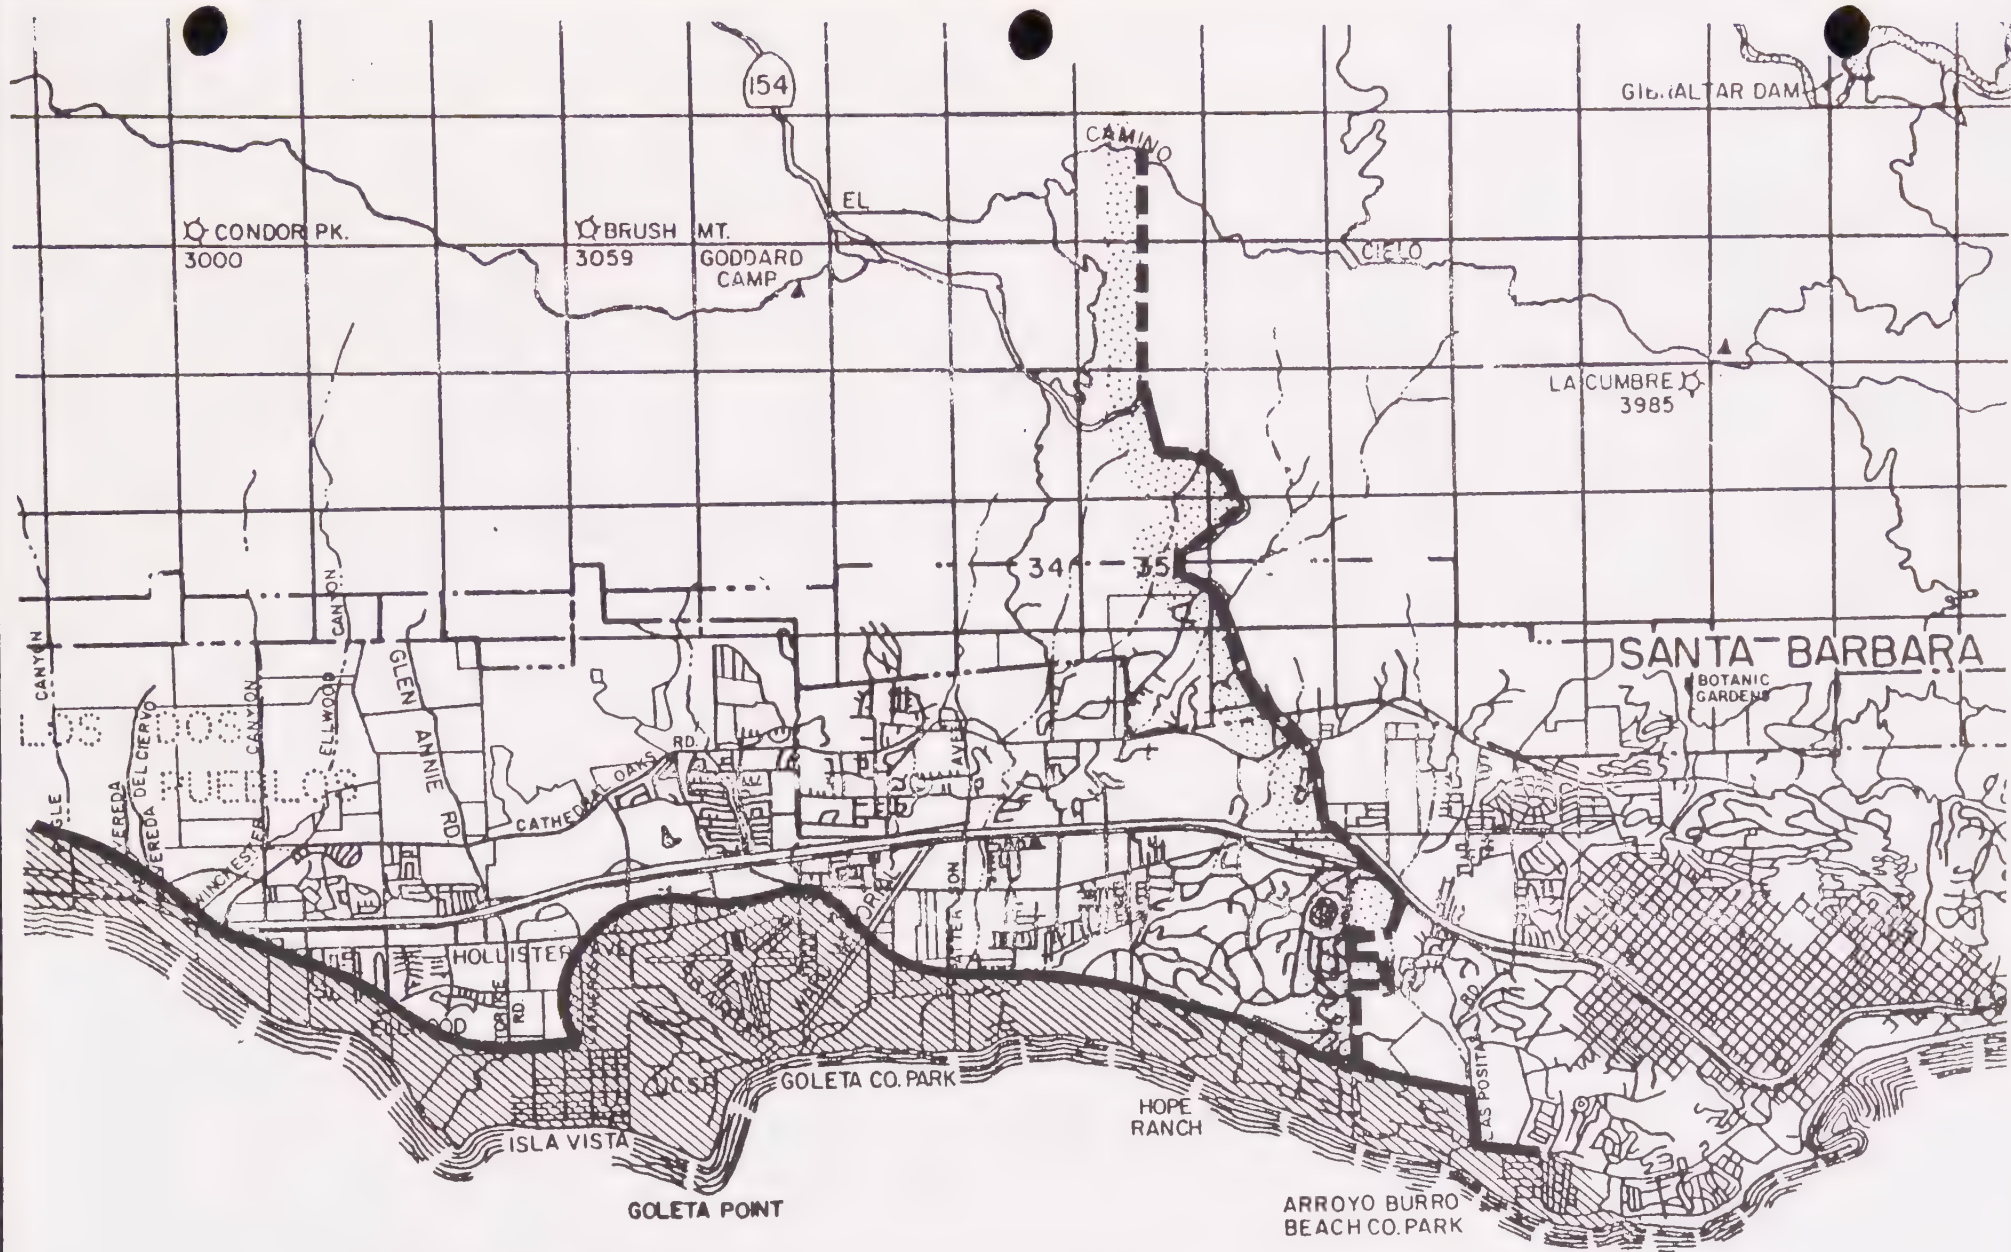 154
GIBRALTAR DAM
CAMINO
EL
CONDOR PK.
3000
BRUSH MT.
3059
GODDARD
CAMP
CIELO
LA CUMBRE
3985
34
35
CANYON
CANYON
GLEN ANNIE RD
SANTA BARBARA
BOTANIC
GARDENS
LOS DOS
PUEBLOS
CANYON
ELLWOOD
VEREDA
VEREDA DEL CIERVO
WINCHESTER
CATHEDRAL OAKS RD.
AVE
PATTERSON
HOLLISTER AVE
STORKE
RD
ELLWOOD
UCSB
GOLETA CO. PARK
ISLA VISTA
GOLETA POINT
HOPE
RANCH
LAS POSITAS RD.
ARROYO BURRO
BEACH CO. PARK